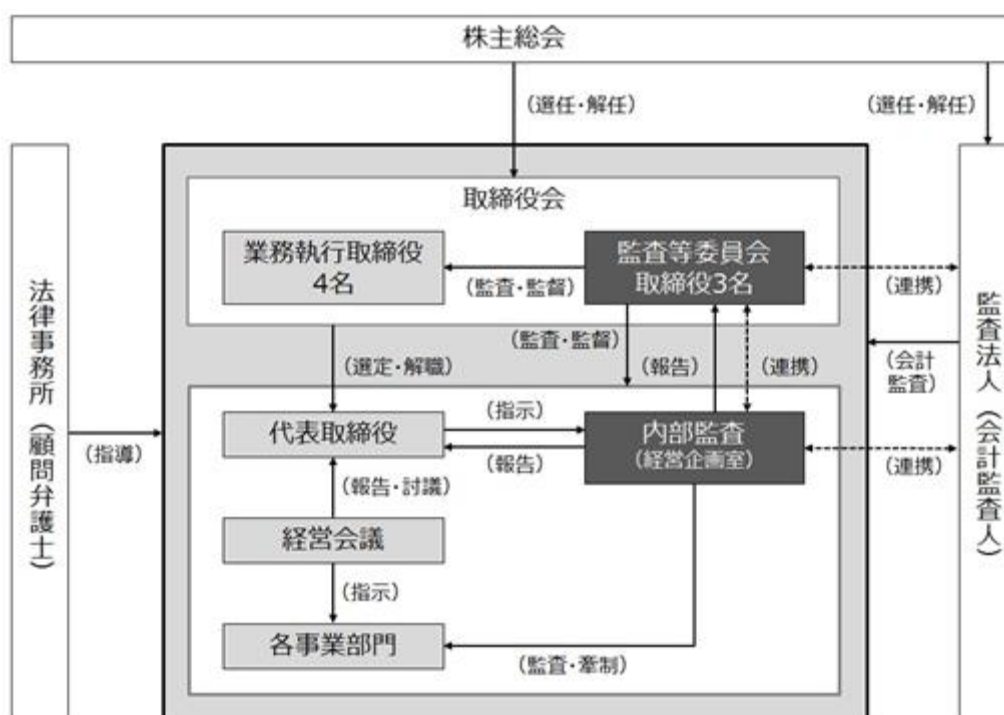 株主総会
(選任・解任)
(選任・解任)
取締役会
業務執行取締役
4名
監査等委員会
取締役3名
(監査・監督)
(連携)
(監査・監督)
(選定・解職)
(報告)
(連携)
(会計
監査)
法律事務所(顧問弁護士)
(指導)
監査法人(会計監査人)
代表取締役
(指示)
(報告)
内部監査
(経営企画室)
(連携)
(報告・討議)
経営会議
(指示)
各事業部門
(監査・牽制)